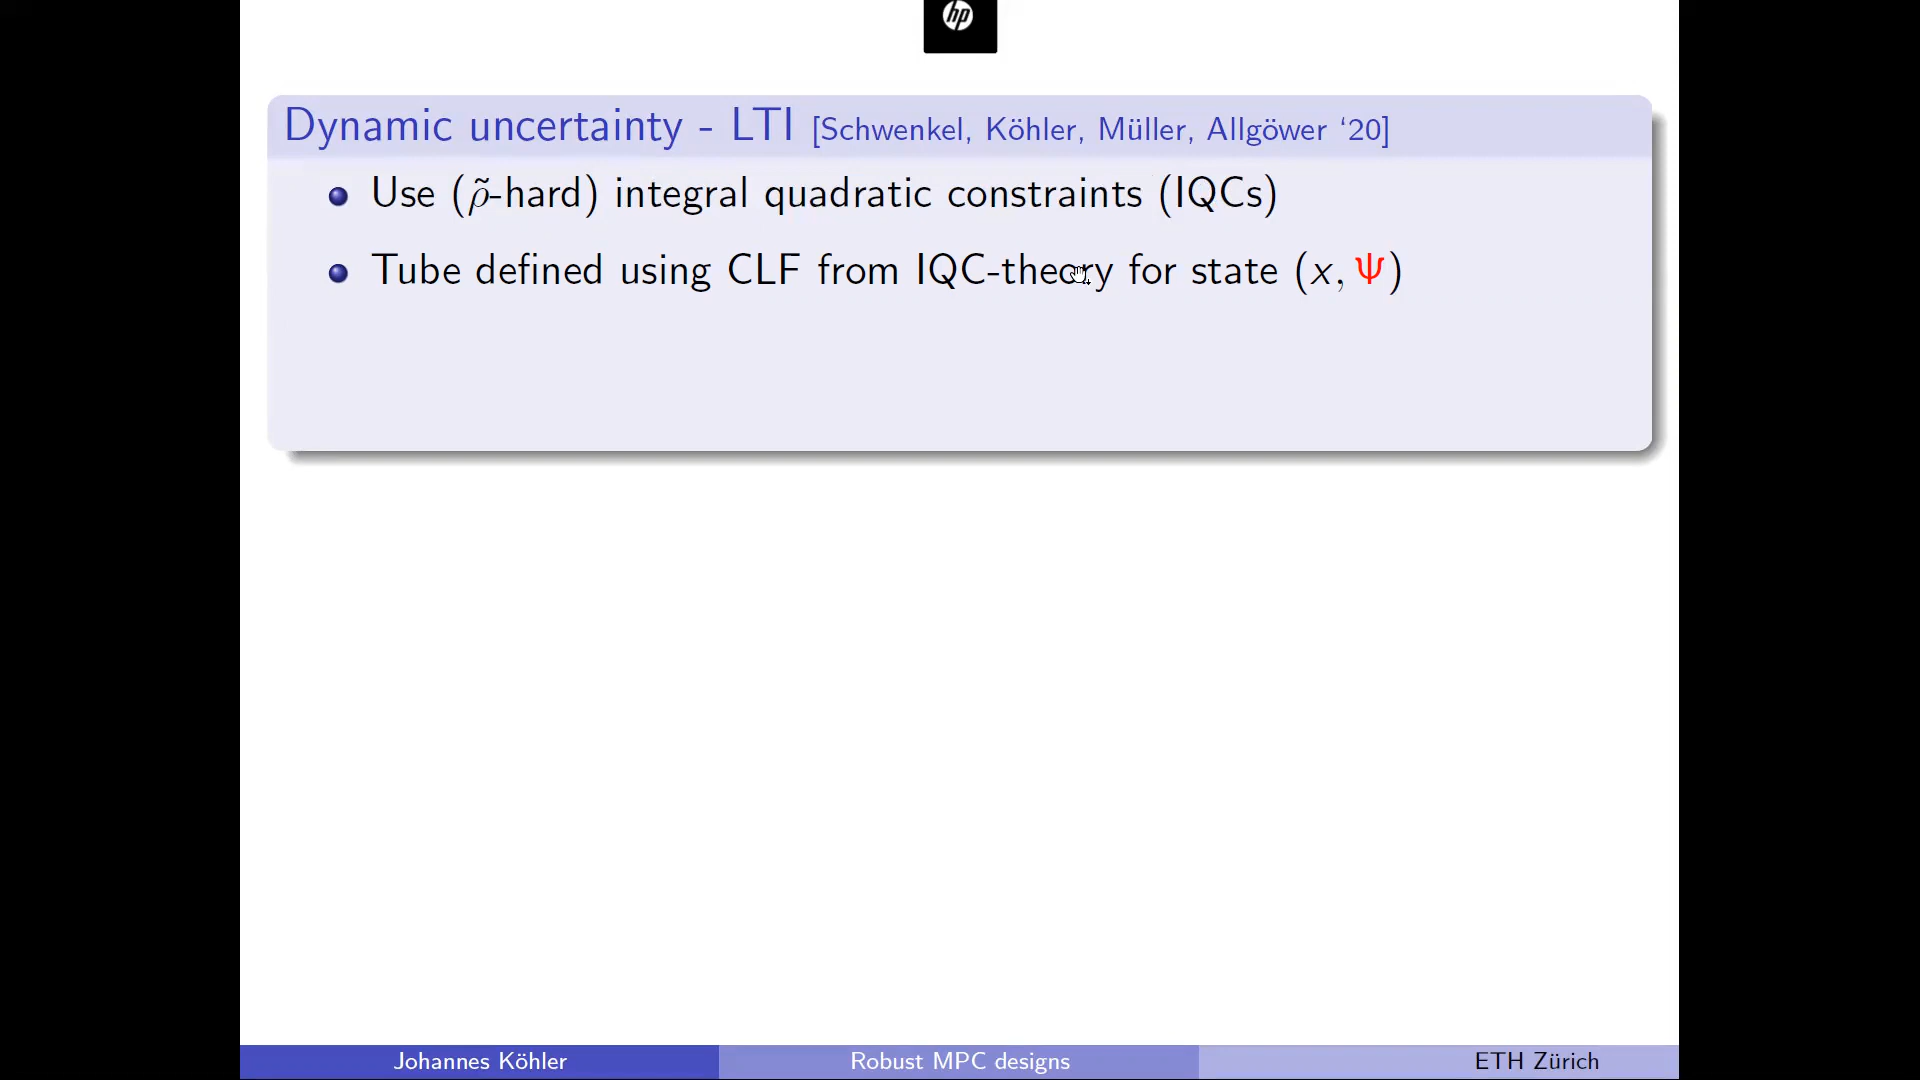 hp
Dynamic uncertainty - LTI [Schwenkel, Köhler, Müller, Allgöwer ‘20]
Use (ρ̃-hard) integral quadratic constraints (IQCs)
Tube defined using CLF from IQC-theory for state (x, Ψ)
Johannes Köhler
Robust MPC designs
ETH Zürich